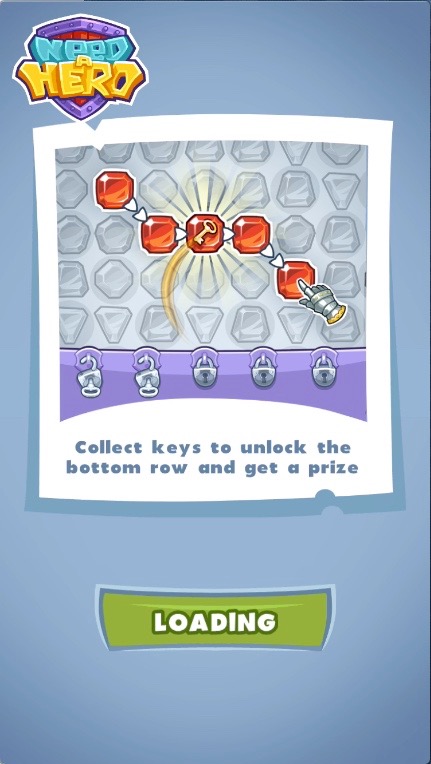 NEED
A
HERO
Collect keys to unlock the
bottom row and get a prize
LOADING